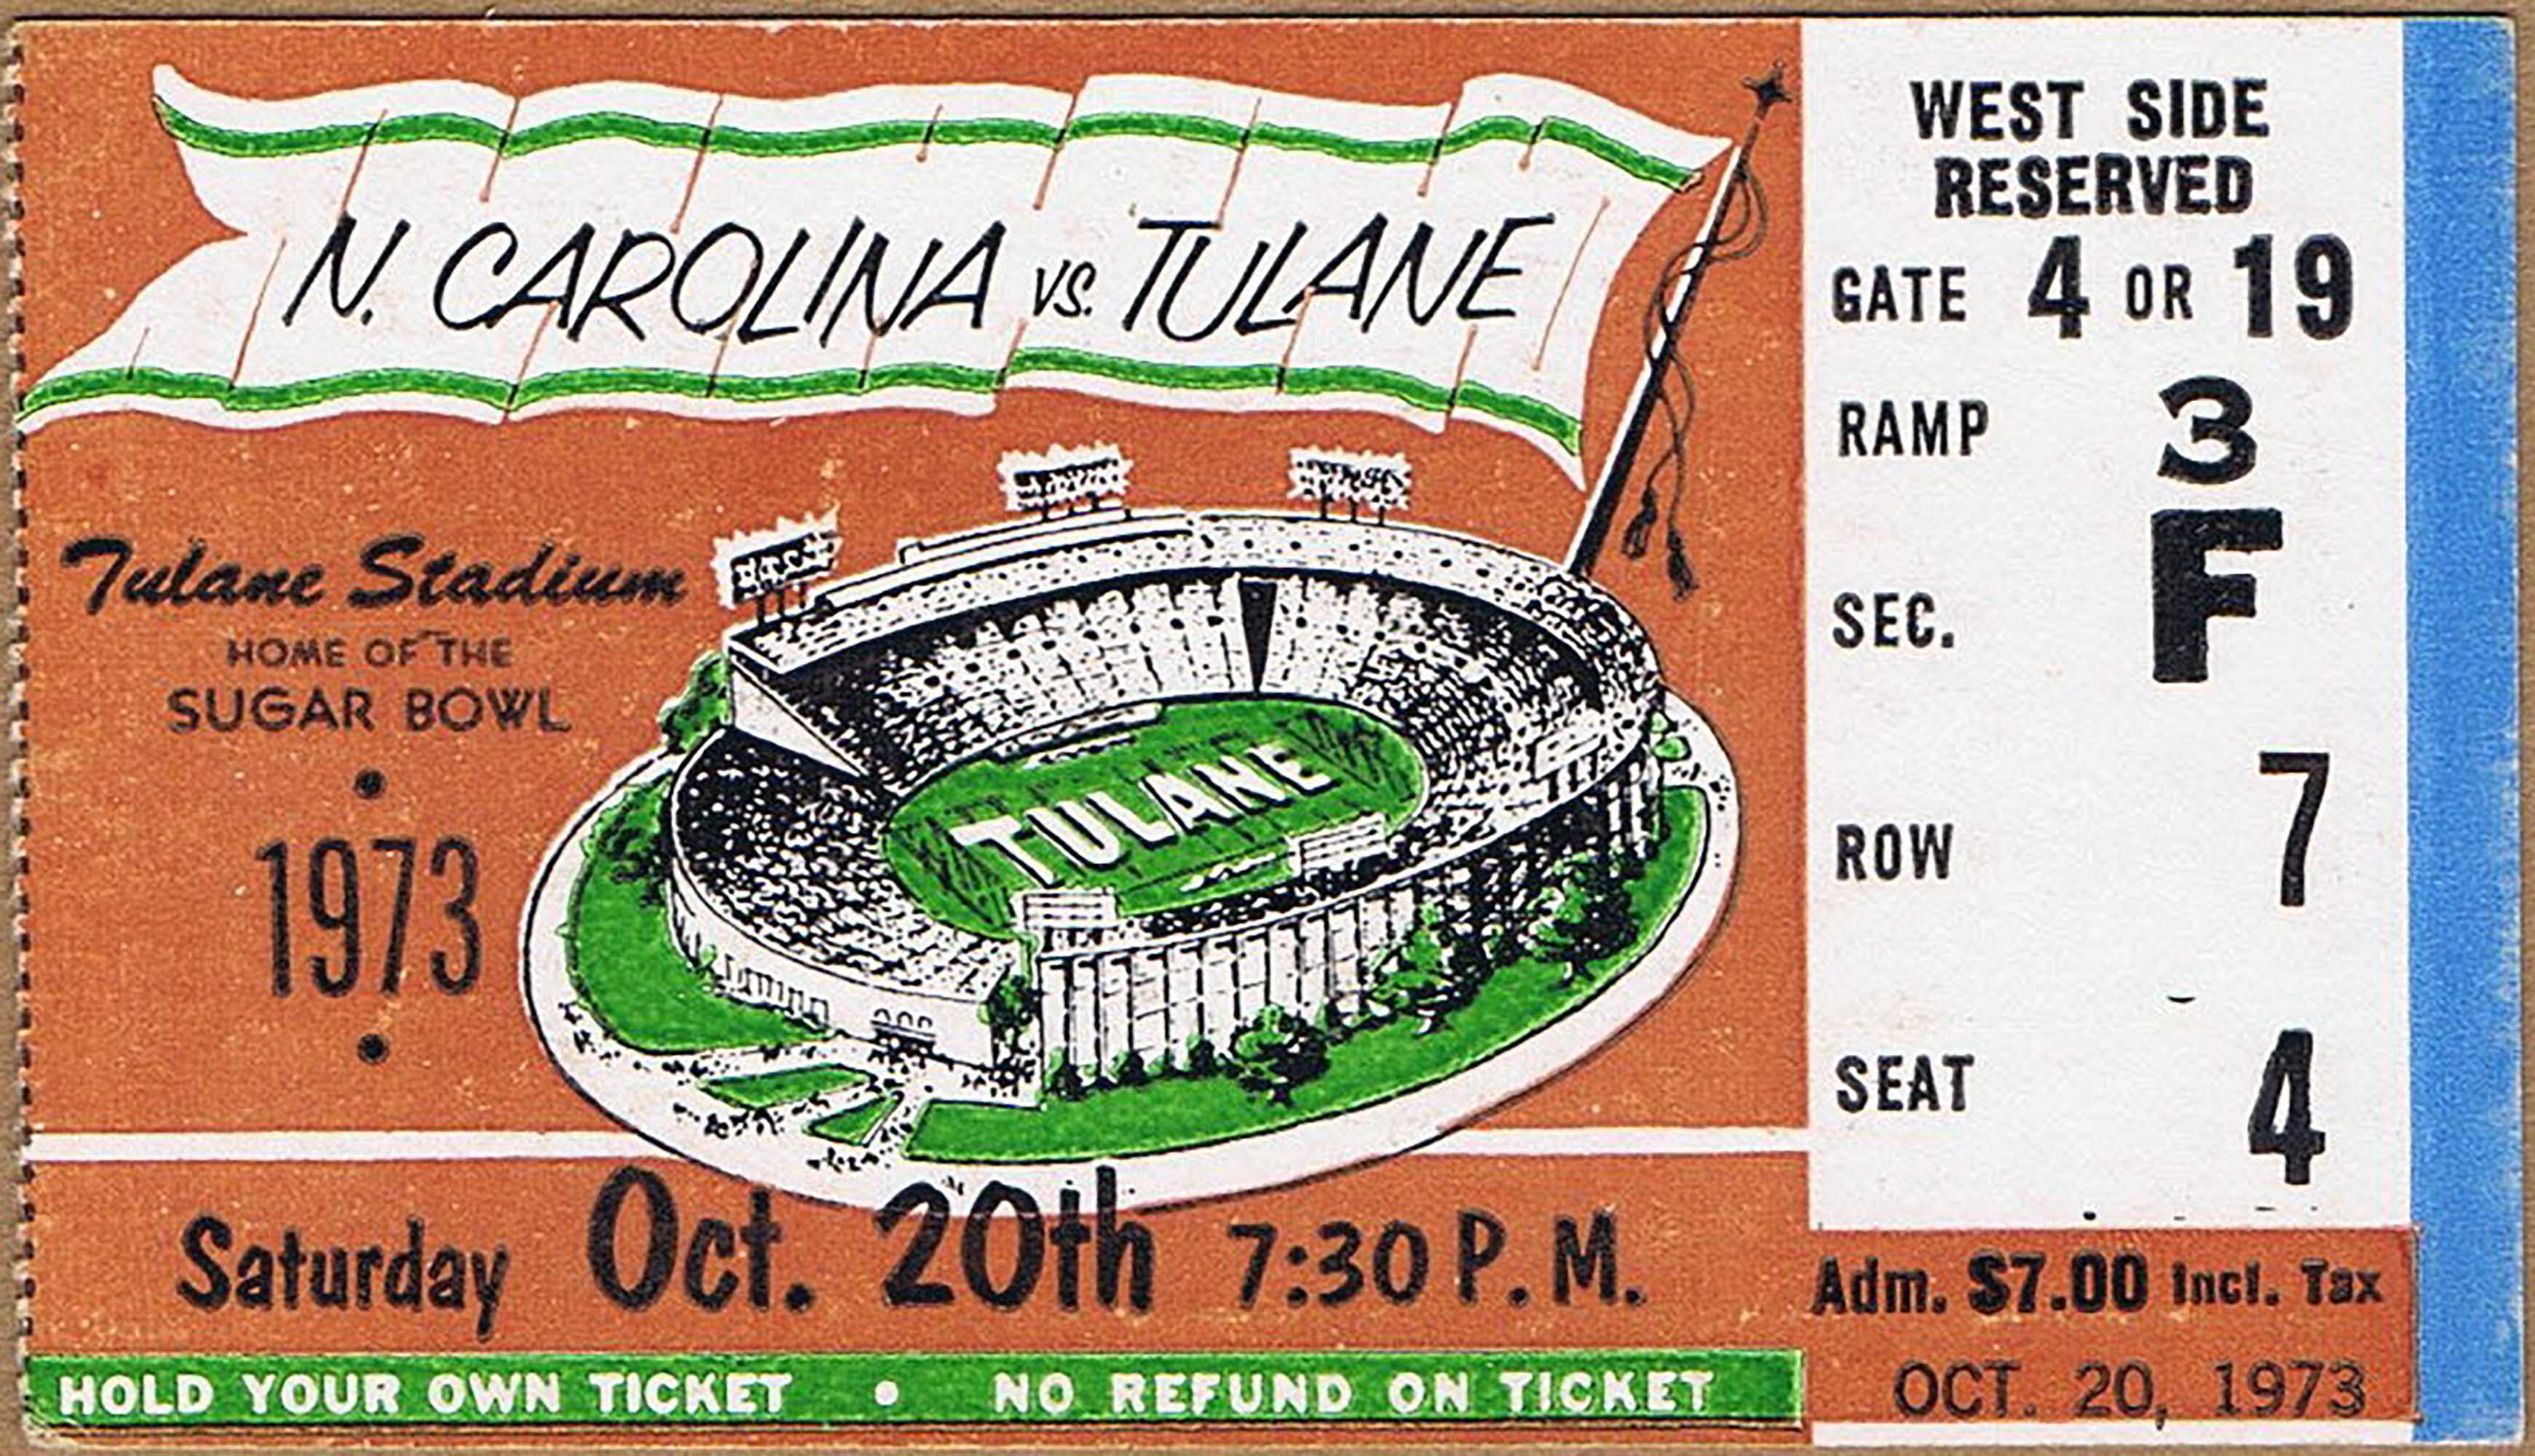 N. CAROLINA vs. TULANE
Tulane Stadium
HOME OF THE
SUGAR BOWL
• 1973 •
TULANE
Saturday Oct. 20th 7:30 P. M.
HOLD YOUR OWN TICKET • NO REFUND ON TICKET
WEST SIDE
RESERVED
GATE 4 OR 19
RAMP 3
SEC. F
ROW 7
SEAT 4
Adm. $7.00 Incl. Tax
OCT. 20, 1973